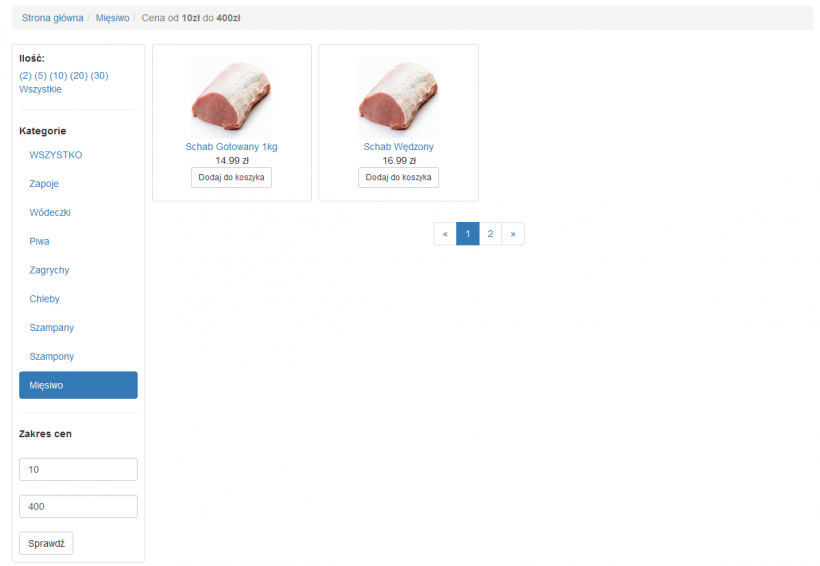 Strona główna / Mięsiwo / Cena od 10zł do 400zł
Ilość:
(2) (5) (10) (20) (30)
Wszystkie
Kategorie
WSZYSTKO
Zapoje
Wódeczki
Piwa
Zagrychy
Chleby
Szampany
Szampony
Mięsiwo
Zakres cen
10
400
Sprawdź
Schab Gotowany 1kg
14.99 zł
Dodaj do koszyka
Schab Wędzony
16.99 zł
Dodaj do koszyka
« 1 2 »